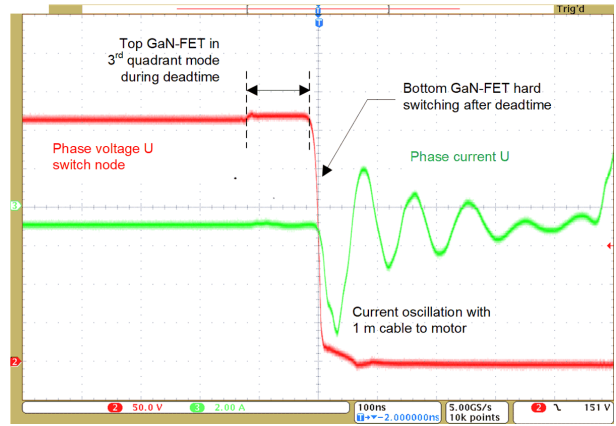 Trig'd
T
T
Top GaN-FET in
3rd quadrant mode
during deadtime
Bottom GaN-FET hard
switching after deadtime
Phase voltage U
switch node
Phase current U
3
Current oscillation with
1 m cable to motor
2
2 50.0 V 3 2.00 A
100ns
T→▼-2.000000ns
5.00GS/s
10k points
2 ╲ 151 V